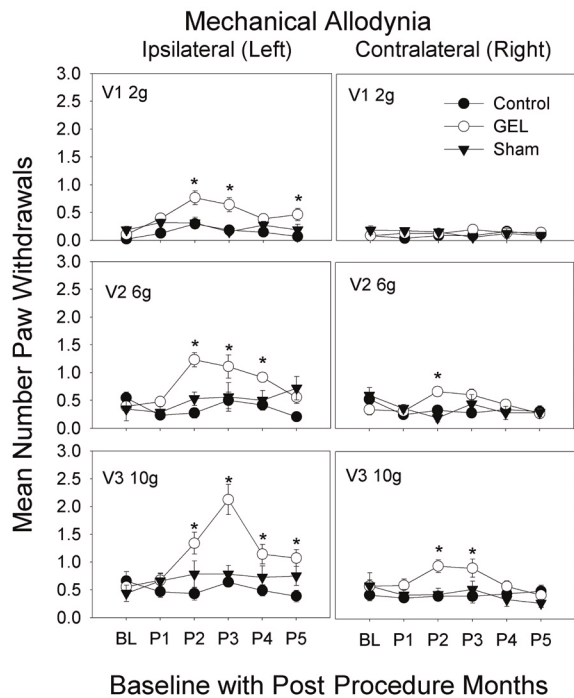 Mechanical Allodynia
Ipsilateral (Left)
Contralateral (Right)
Mean Number Paw Withdrawals
V1 2g
3.0
2.5
2.0
1.5
1.0
0.5
0.0
* * *
V1 2g
Control
GEL
Sham
V2 6g
3.0
2.5
2.0
1.5
1.0
0.5
0.0
* * *
V2 6g
*
V3 10g
3.0
2.5
2.0
1.5
1.0
0.5
0.0
* * * *
V3 10g
* *
BL P1 P2 P3 P4 P5
BL P1 P2 P3 P4 P5
Baseline with Post Procedure Months